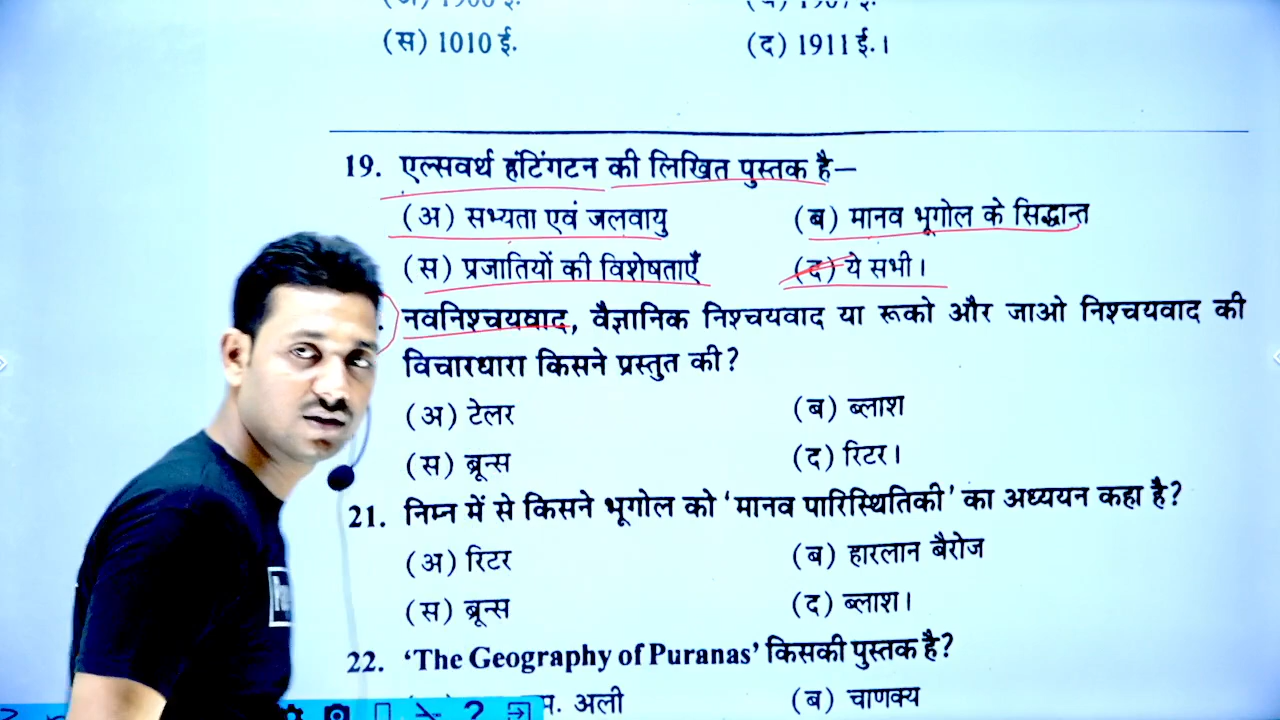 (स) 1010 ई. (द) 1911 ई.।
19. एल्सवर्थ हंटिंगटन की लिखित पुस्तक है—
(अ) सभ्यता एवं जलवायु (ब) मानव भूगोल के सिद्धान्त
(स) प्रजातियों की विशेषताएँ (द) ये सभी।
नवनिश्चयवाद, वैज्ञानिक निश्चयवाद या रूको और जाओ निश्चयवाद की
विचारधारा किसने प्रस्तुत की?
(अ) टेलर (ब) ब्लाश
(स) ब्रून्स (द) रिटर।
21. निम्न में से किसने भूगोल को ‘मानव पारिस्थितिकी’ का अध्ययन कहा है?
(अ) रिटर (ब) हारलान बैरोज
(स) ब्रून्स (द) ब्लाश।
22. ‘The Geography of Puranas’ किसकी पुस्तक है?
अली (ब) चाणक्य